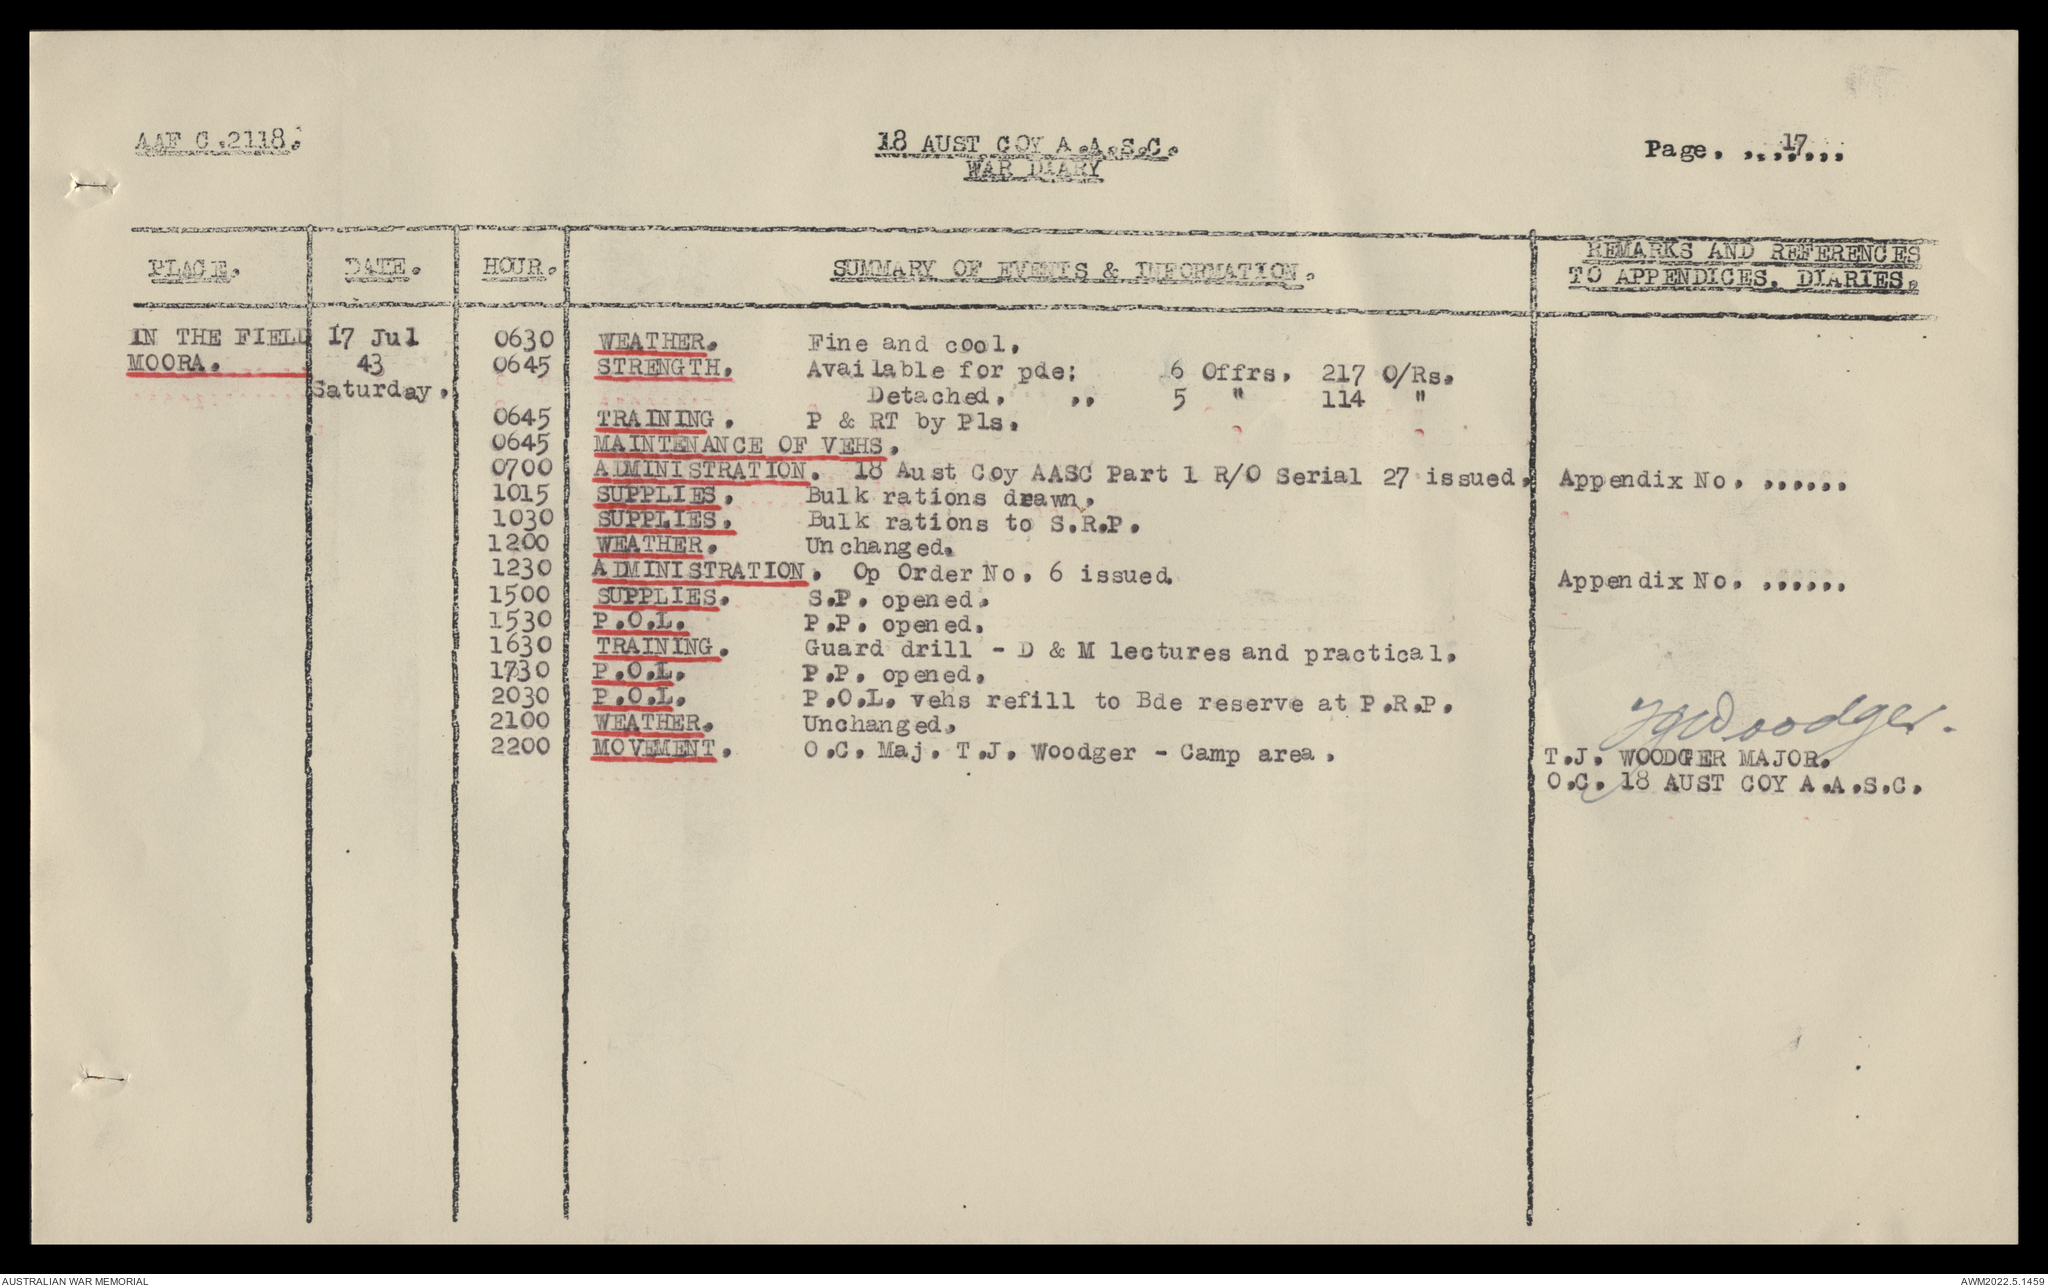 AAF C.2118.
18 AUST COY A.A.S.C.
WAR DIARY
Page. ....17....
PLACE. DATE. HOUR. SUMMARY OF EVENTS & INFORMATION. REMARKS AND REFERENCES
TO APPENDICES, DIARIES.
IN THE FIELD 17 Jul 0630 WEATHER. Fine and cool.
MOORA. 43 0645 STRENGTH. Available for pde: 6 Offrs. 217 O/Rs.
Saturday. Detached. ,, 5 " 114 "
0645 TRAINING. P & RT by Pls.
0645 MAINTENANCE OF VEHS.
0700 ADMINISTRATION. 18 Aust Coy AASC Part 1 R/O Serial 27 issued. Appendix No. ......
1015 SUPPLIES. Bulk rations drawn.
1030 SUPPLIES. Bulk rations to S.R.P.
1200 WEATHER. Unchanged.
1230 ADMINISTRATION. Op Order No. 6 issued. Appendix No. ......
1500 SUPPLIES. S.P. opened.
1530 P.O.L. P.P. opened.
1630 TRAINING. Guard drill - D & M lectures and practical.
1730 P.O.L. P.P. opened.
2030 P.O.L. P.O.L. vehs refill to Bde reserve at P.R.P.
2100 WEATHER. Unchanged.
2200 MOVEMENT. O.C. Maj. T.J. Woodger - Camp area.
TJWoodger.
T.J. WOODGER MAJOR.
O.C. 18 AUST COY A.A.S.C.
AUSTRALIAN WAR MEMORIAL AWM2022.5.1459